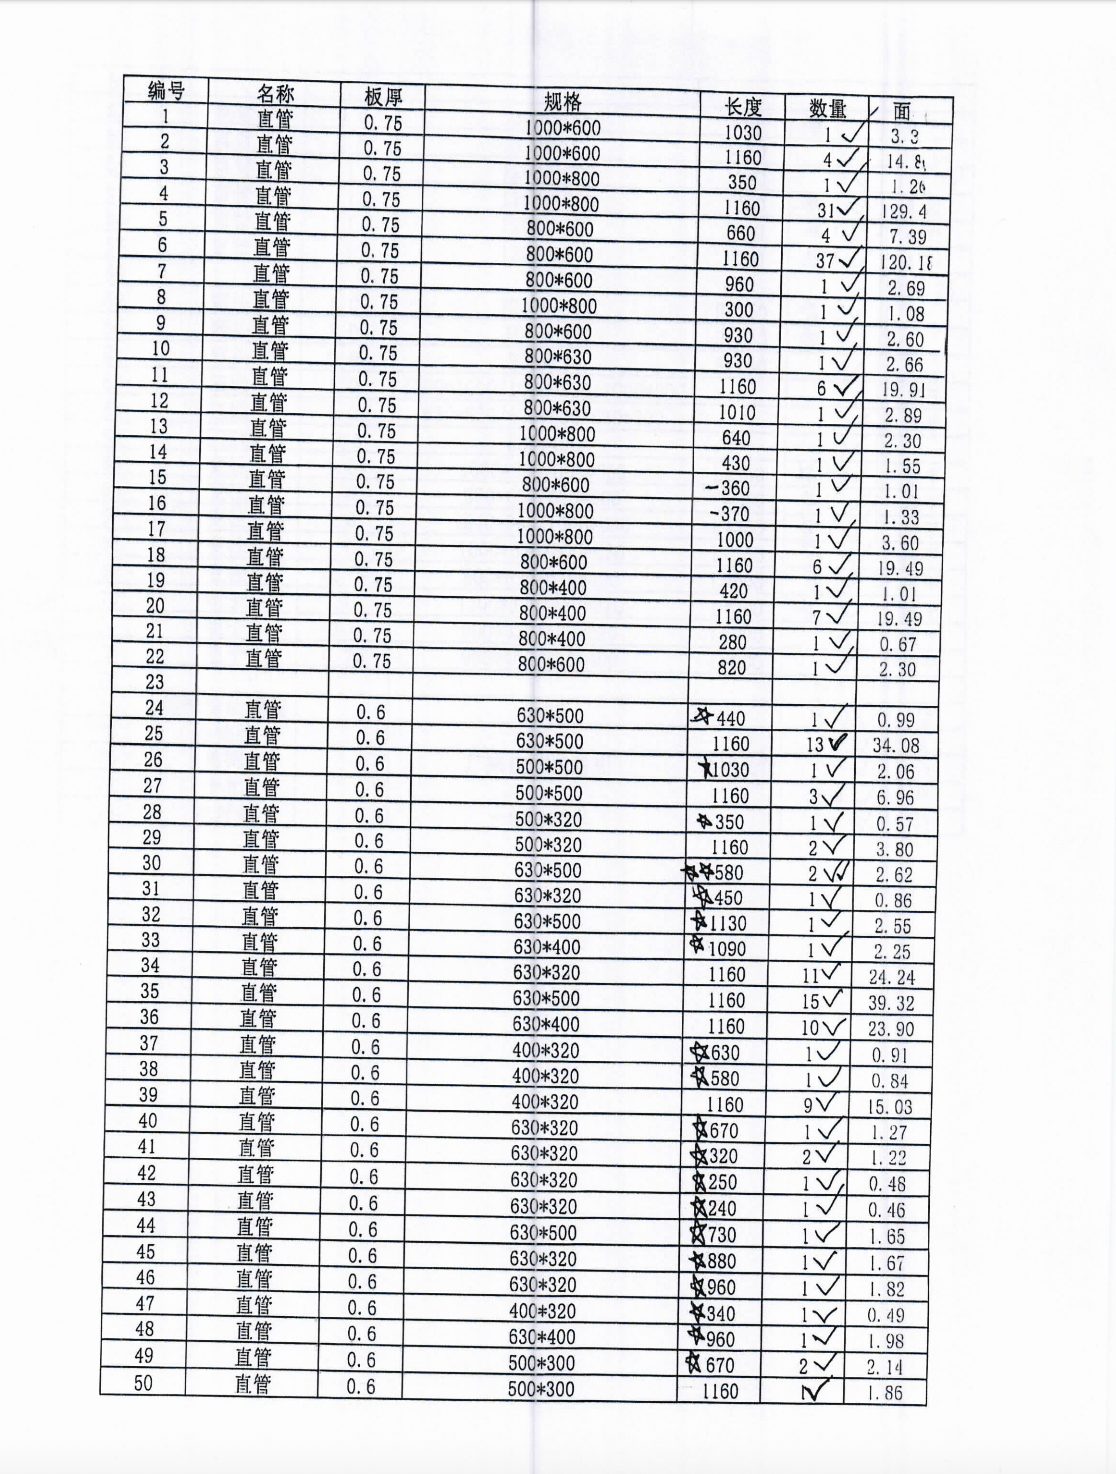 编号 名称 板厚 规格 长度 数量 面
1 直管 0.75 1000*600 1030 1 ✓ 3.3
2 直管 0.75 1000*600 1160 4 ✓ 14.8
3 直管 0.75 1000*800 350 1 ✓ 1.26
4 直管 0.75 1000*800 1160 31 ✓ 129.4
5 直管 0.75 800*600 660 4 ✓ 7.39
6 直管 0.75 800*600 1160 37 ✓ 120.18
7 直管 0.75 800*600 960 1 ✓ 2.69
8 直管 0.75 1000*800 300 1 ✓ 1.08
9 直管 0.75 800*600 930 1 ✓ 2.60
10 直管 0.75 800*630 930 1 ✓ 2.66
11 直管 0.75 800*630 1160 6 ✓ 19.91
12 直管 0.75 800*630 1010 1 ✓ 2.89
13 直管 0.75 1000*800 640 1 ✓ 2.30
14 直管 0.75 1000*800 430 1 ✓ 1.55
15 直管 0.75 800*600 -360 1 ✓ 1.01
16 直管 0.75 1000*800 -370 1 ✓ 1.33
17 直管 0.75 1000*800 1000 1 ✓ 3.60
18 直管 0.75 800*600 1160 6 ✓ 19.49
19 直管 0.75 800*400 420 1 ✓ 1.01
20 直管 0.75 800*400 1160 7 ✓ 19.49
21 直管 0.75 800*400 280 1 ✓ 0.67
22 直管 0.75 800*600 820 1 ✓ 2.30
23
24 直管 0.6 630*500 ☆440 1 ✓ 0.99
25 直管 0.6 630*500 1160 13 ✓ 34.08
26 直管 0.6 500*500 ☆1030 1 ✓ 2.06
27 直管 0.6 500*500 1160 3 ✓ 6.96
28 直管 0.6 500*320 ☆350 1 ✓ 0.57
29 直管 0.6 500*320 1160 2 ✓ 3.80
30 直管 0.6 630*500 ☆☆580 2 ✓✓ 2.62
31 直管 0.6 630*320 ☆450 1 ✓ 0.86
32 直管 0.6 630*500 ☆1130 1 ✓ 2.55
33 直管 0.6 630*400 ☆1090 1 ✓ 2.25
34 直管 0.6 630*320 1160 11 ✓ 24.24
35 直管 0.6 630*500 1160 15 ✓ 39.32
36 直管 0.6 630*400 1160 10 ✓ 23.90
37 直管 0.6 400*320 ☆630 1 ✓ 0.91
38 直管 0.6 400*320 ☆580 1 ✓ 0.84
39 直管 0.6 400*320 1160 9 ✓ 15.03
40 直管 0.6 630*320 ☆670 1 ✓ 1.27
41 直管 0.6 630*320 ☆320 2 ✓ 1.22
42 直管 0.6 630*320 ☆250 1 ✓ 0.48
43 直管 0.6 630*320 ☆240 1 ✓ 0.46
44 直管 0.6 630*500 ☆730 1 ✓ 1.65
45 直管 0.6 630*320 ☆880 1 ✓ 1.67
46 直管 0.6 630*320 ☆960 1 ✓ 1.82
47 直管 0.6 400*320 ☆340 1 ✓ 0.49
48 直管 0.6 630*400 ☆960 1 ✓ 1.98
49 直管 0.6 500*300 ☆670 2 ✓ 2.14
50 直管 0.6 500*300 1160 1 ✓ 1.86